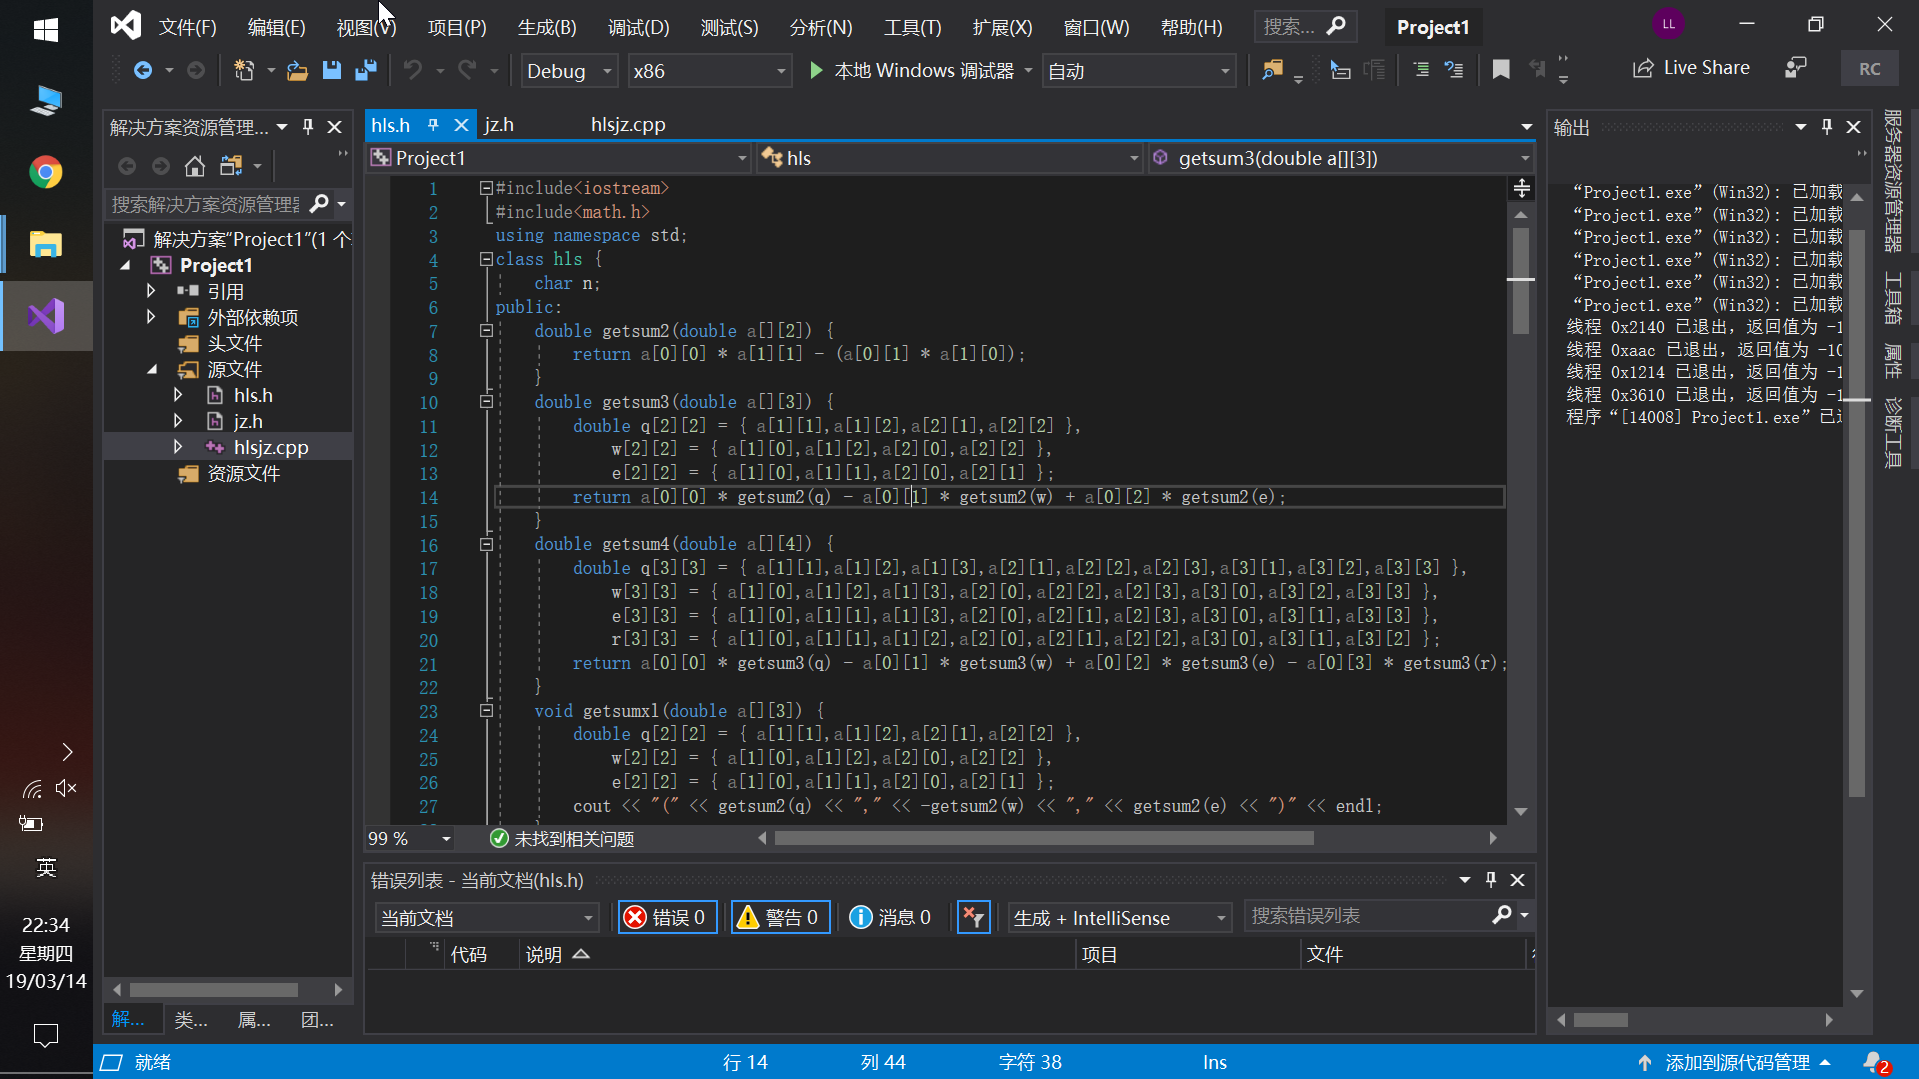 文件(F) 编辑(E) 视图(V) 项目(P) 生成(B) 调试(D) 测试(S) 分析(N) 工具(T) 扩展(X) 窗口(W) 帮助(H) 搜索... Project1 LL
Debug x86 本地 Windows 调试器 自动 Live Share RC
解决方案资源管理...
搜索解决方案资源管理器
解决方案“Project1”(1 个
Project1
引用
外部依赖项
头文件
源文件
hls.h
jz.h
hlsjz.cpp
资源文件
解... 类... 属... 团...
hls.h jz.h hlsjz.cpp
Project1 hls getsum3(double a[][3])
1 #include<iostream>
2 #include<math.h>
3 using namespace std;
4 class hls {
5 char n;
6 public:
7 double getsum2(double a[][2]) {
8 return a[0][0] * a[1][1] - (a[0][1] * a[1][0]);
9 }
10 double getsum3(double a[][3]) {
11 double q[2][2] = { a[1][1],a[1][2],a[2][1],a[2][2] },
12 w[2][2] = { a[1][0],a[1][2],a[2][0],a[2][2] },
13 e[2][2] = { a[1][0],a[1][1],a[2][0],a[2][1] };
14 return a[0][0] * getsum2(q) - a[0][1] * getsum2(w) + a[0][2] * getsum2(e);
15 }
16 double getsum4(double a[][4]) {
17 double q[3][3] = { a[1][1],a[1][2],a[1][3],a[2][1],a[2][2],a[2][3],a[3][1],a[3][2],a[3][3] },
18 w[3][3] = { a[1][0],a[1][2],a[1][3],a[2][0],a[2][2],a[2][3],a[3][0],a[3][2],a[3][3] },
19 e[3][3] = { a[1][0],a[1][1],a[1][3],a[2][0],a[2][1],a[2][3],a[3][0],a[3][1],a[3][3] },
20 r[3][3] = { a[1][0],a[1][1],a[1][2],a[2][0],a[2][1],a[2][2],a[3][0],a[3][1],a[3][2] };
21 return a[0][0] * getsum3(q) - a[0][1] * getsum3(w) + a[0][2] * getsum3(e) - a[0][3] * getsum3(r);
22 }
23 void getsumxl(double a[][3]) {
24 double q[2][2] = { a[1][1],a[1][2],a[2][1],a[2][2] },
25 w[2][2] = { a[1][0],a[1][2],a[2][0],a[2][2] },
26 e[2][2] = { a[1][0],a[1][1],a[2][0],a[2][1] };
27 cout << "(" << getsum2(q) << "," << -getsum2(w) << "," << getsum2(e) << ")" << endl;
99 % 未找到相关问题
错误列表 - 当前文档(hls.h)
当前文档 错误 0 警告 0 消息 0 生成 + IntelliSense 搜索错误列表
代码 说明 项目 文件
输出
“Project1.exe”(Win32): 已加载
“Project1.exe”(Win32): 已加载
“Project1.exe”(Win32): 已加载
“Project1.exe”(Win32): 已加载
“Project1.exe”(Win32): 已加载
“Project1.exe”(Win32): 已加载
线程 0x2140 已退出，返回值为 -1
线程 0xaac 已退出，返回值为 -10
线程 0x1214 已退出，返回值为 -1
线程 0x3610 已退出，返回值为 -1
程序“[14008] Project1.exe”已
服务器资源管理器
工具箱
属性
诊断工具
英
22:34
星期四
19/03/14
就绪 行 14 列 44 字符 38 Ins 添加到源代码管理 2